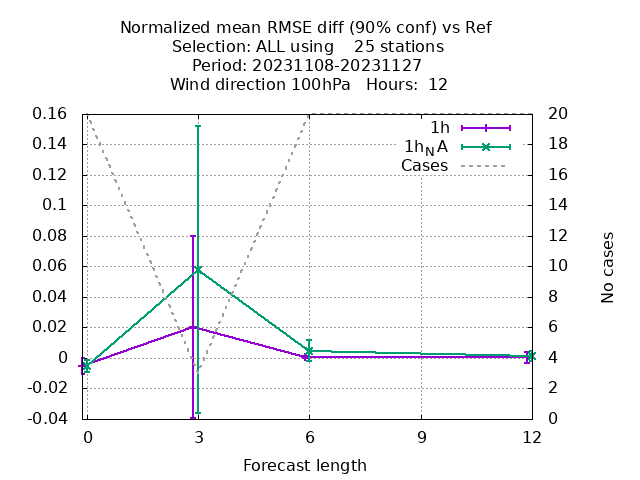 Normalized mean RMSE diff (90% conf) vs Ref
Selection: ALL using    25 stations
Period: 20231108-20231127
Wind direction 100hPa   Hours:  12
0.16
0.14
0.12
0.1
0.08
0.06
0.04
0.02
0
-0.02
-0.04
1h
1h_N A
Cases
20
18
16
14
12
10
8
6
4
2
0
No cases
0 3 6 9 12
Forecast length